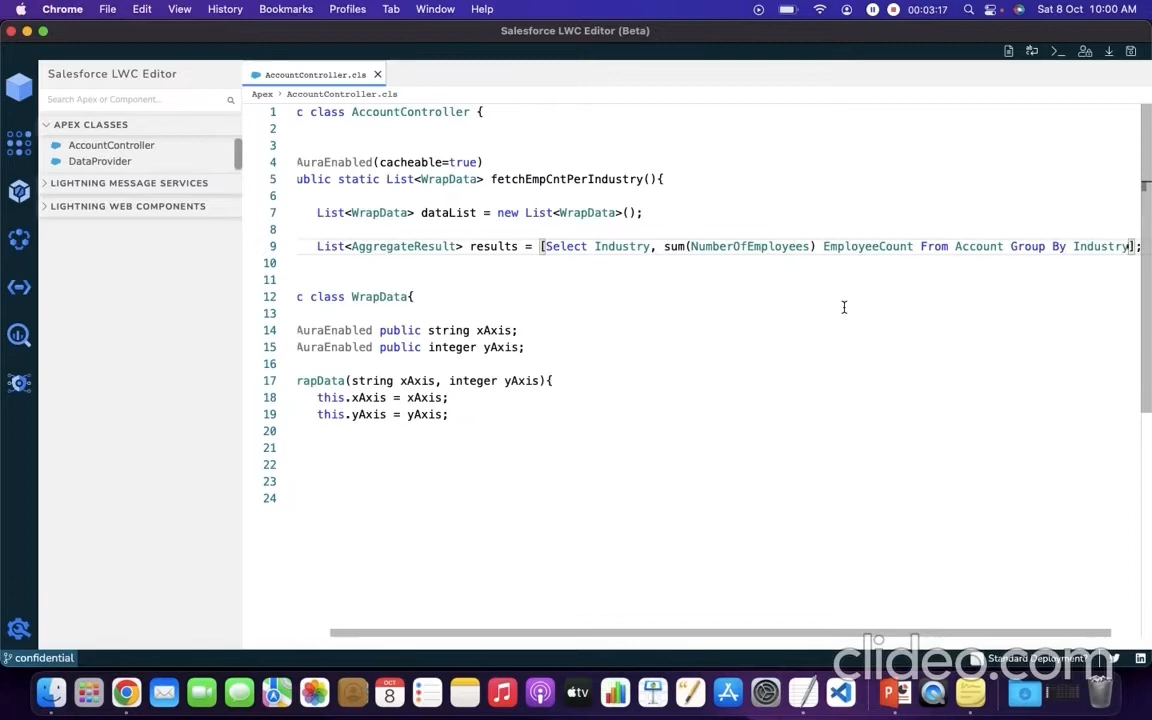 Chrome File Edit View History Bookmarks Profiles Tab Window Help 00:03:17 Sat 8 Oct 10:00 AM
Salesforce LWC Editor (Beta)
Salesforce LWC Editor
AccountController.cls
Search Apex or Component...
Apex > AccountController.cls
APEX CLASSES
AccountController
DataProvider
LIGHTNING MESSAGE SERVICES
LIGHTNING WEB COMPONENTS
1 c class AccountController {
2
3
4 AuraEnabled(cacheable=true)
5 ublic static List<WrapData> fetchEmpCntPerIndustry(){
6
7 List<WrapData> dataList = new List<WrapData>();
8
9 List<AggregateResult> results = [Select Industry, sum(NumberOfEmployees) EmployeeCount From Account Group By Industry];
10
11
12 c class WrapData{
13
14 AuraEnabled public string xAxis;
15 AuraEnabled public integer yAxis;
16
17 rapData(string xAxis, integer yAxis){
18 this.xAxis = xAxis;
19 this.yAxis = yAxis;
20
21
22
23
24
confidential
Standard Deployment?
clideo.com
OCT
8
tv